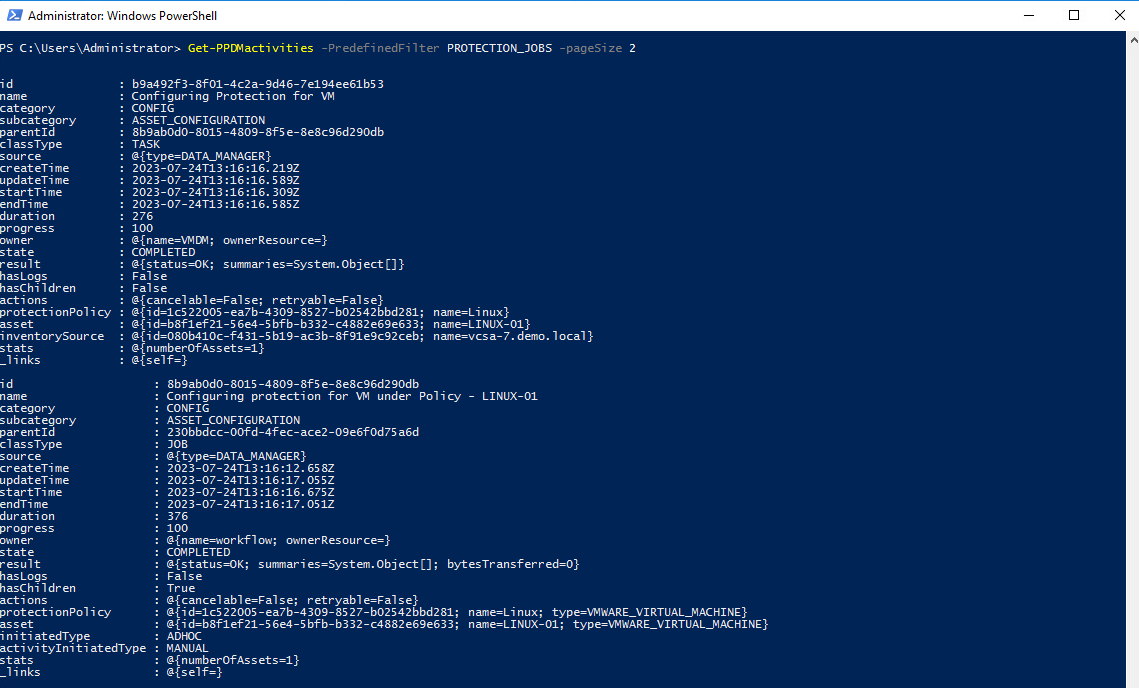 Administrator: Windows PowerShell
PS C:\Users\Administrator> Get-PPDMactivities -PredefinedFilter PROTECTION_JOBS -pageSize 2
id : b9a492f3-8f01-4c2a-9d46-7e194ee61b53
name : Configuring Protection for VM
category : CONFIG
subcategory : ASSET_CONFIGURATION
parentId : 8b9ab0d0-8015-4809-8f5e-8e8c96d290db
classType : TASK
source : @{type=DATA_MANAGER}
createTime : 2023-07-24T13:16:16.219Z
updateTime : 2023-07-24T13:16:16.589Z
startTime : 2023-07-24T13:16:16.309Z
endTime : 2023-07-24T13:16:16.585Z
duration : 276
progress : 100
owner : @{name=VMDM; ownerResource=}
state : COMPLETED
result : @{status=OK; summaries=System.Object[]}
hasLogs : False
hasChildren : False
actions : @{cancelable=False; retryable=False}
protectionPolicy : @{id=1c522005-ea7b-4309-8527-b02542bbd281; name=Linux}
asset : @{id=b8f1ef21-56e4-5bfb-b332-c4882e69e633; name=LINUX-01}
inventorySource : @{id=080b410c-f431-5b19-ac3b-8f91e9c92ceb; name=vcsa-7.demo.local}
stats : @{numberOfAssets=1}
_links : @{self=}
id : 8b9ab0d0-8015-4809-8f5e-8e8c96d290db
name : Configuring protection for VM under Policy - LINUX-01
category : CONFIG
subcategory : ASSET_CONFIGURATION
parentId : 230bbdcc-00fd-4fec-ace2-09e6f0d75a6d
classType : JOB
source : @{type=DATA_MANAGER}
createTime : 2023-07-24T13:16:12.658Z
updateTime : 2023-07-24T13:16:17.055Z
startTime : 2023-07-24T13:16:16.675Z
endTime : 2023-07-24T13:16:17.051Z
duration : 376
progress : 100
owner : @{name=workflow; ownerResource=}
state : COMPLETED
result : @{status=OK; summaries=System.Object[]; bytesTransferred=0}
hasLogs : False
hasChildren : True
actions : @{cancelable=False; retryable=False}
protectionPolicy : @{id=1c522005-ea7b-4309-8527-b02542bbd281; name=Linux; type=VMWARE_VIRTUAL_MACHINE}
asset : @{id=b8f1ef21-56e4-5bfb-b332-c4882e69e633; name=LINUX-01; type=VMWARE_VIRTUAL_MACHINE}
initiatedType : ADHOC
activityInitiatedType : MANUAL
stats : @{numberOfAssets=1}
_links : @{self=}